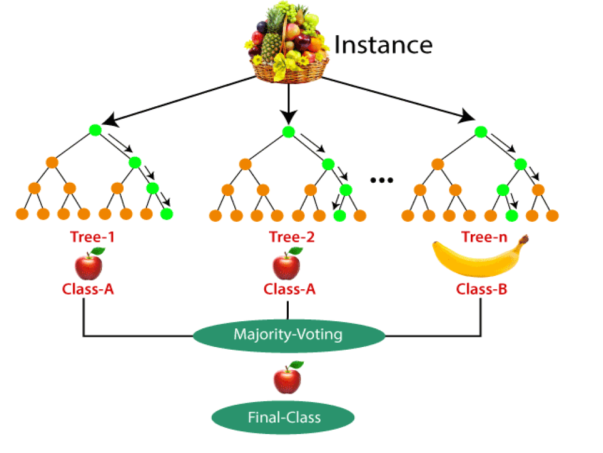 Instance
...
Tree-1
Tree-2
Tree-n
Class-A
Class-A
Class-B
Majority-Voting
Final-Class